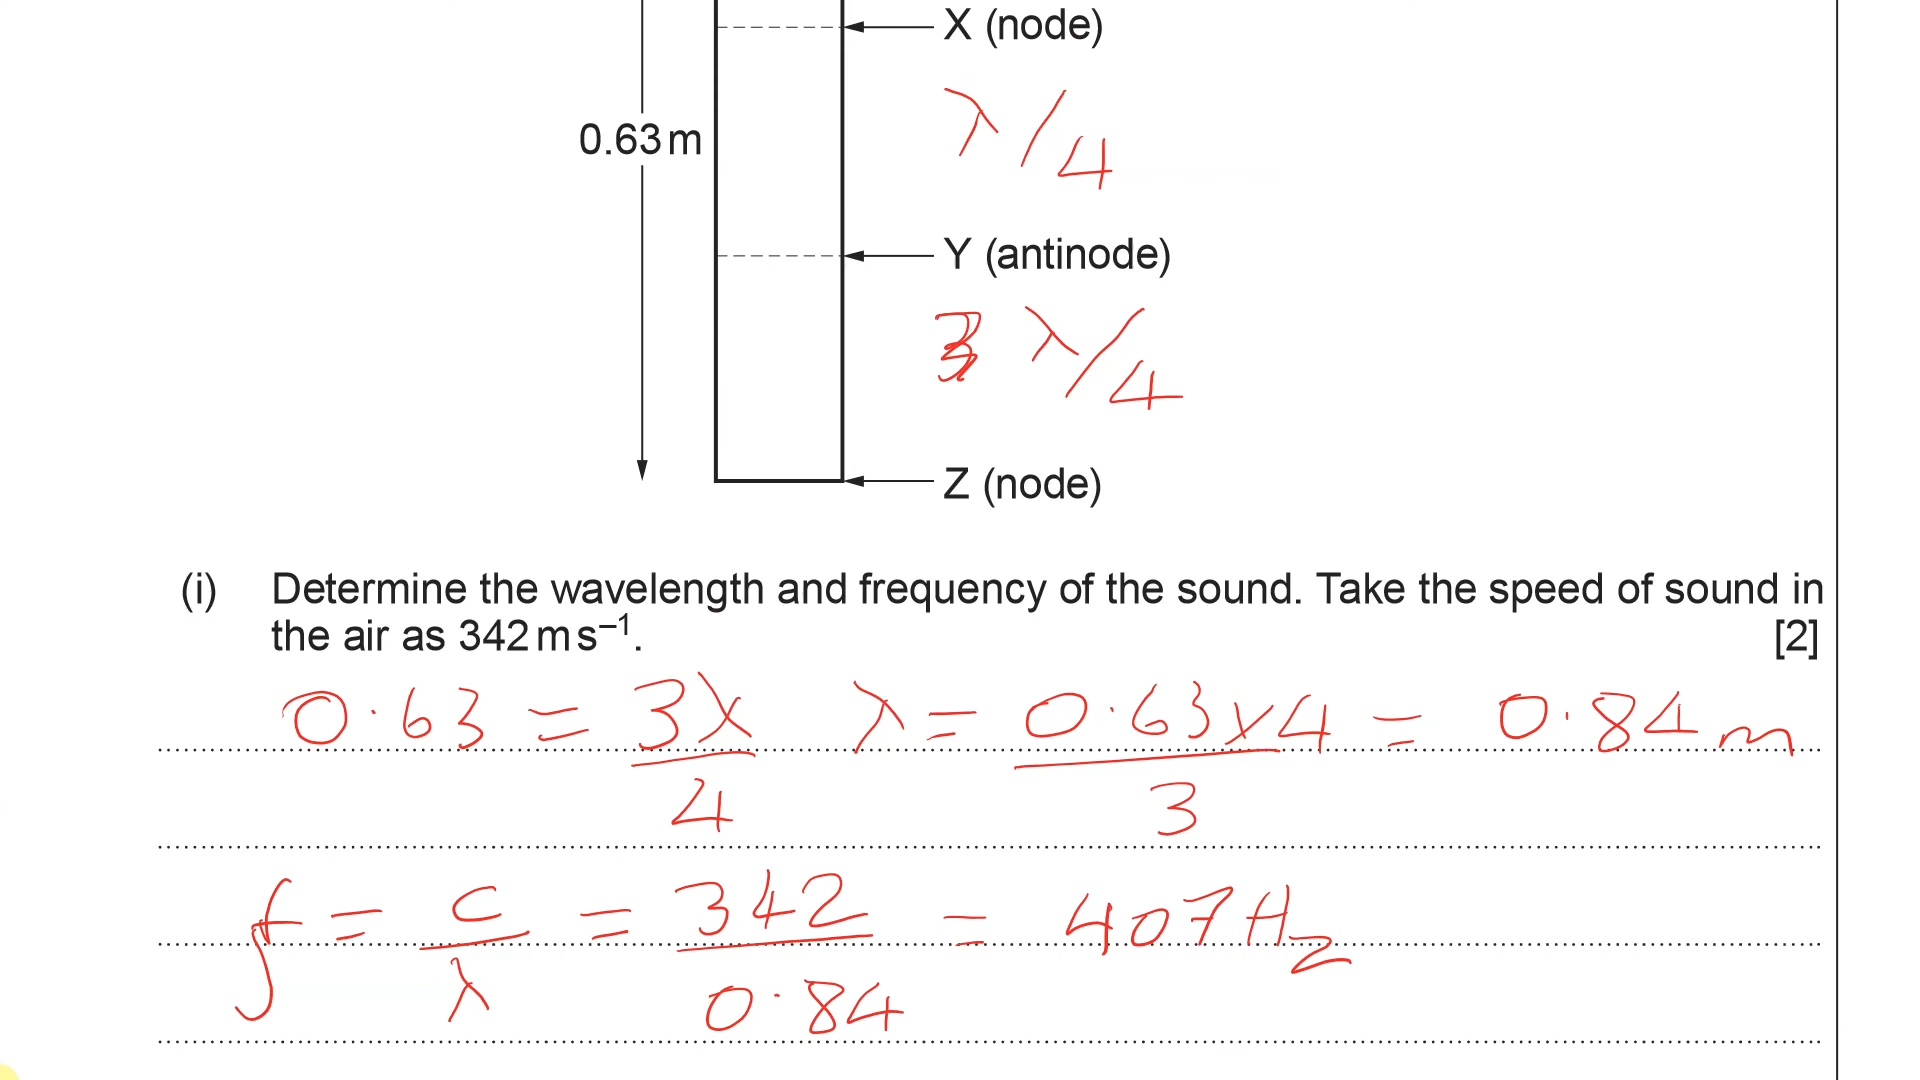 X (node)
λ/4
0.63 m
Y (antinode)
3 λ/4
Z (node)
(i) Determine the wavelength and frequency of the sound. Take the speed of sound in
the air as 342 m s⁻¹. [2]
0.63 = 3λ/4 λ = 0.63×4/3 = 0.84 m
f = c/λ = 342/0.84 = 407 Hz